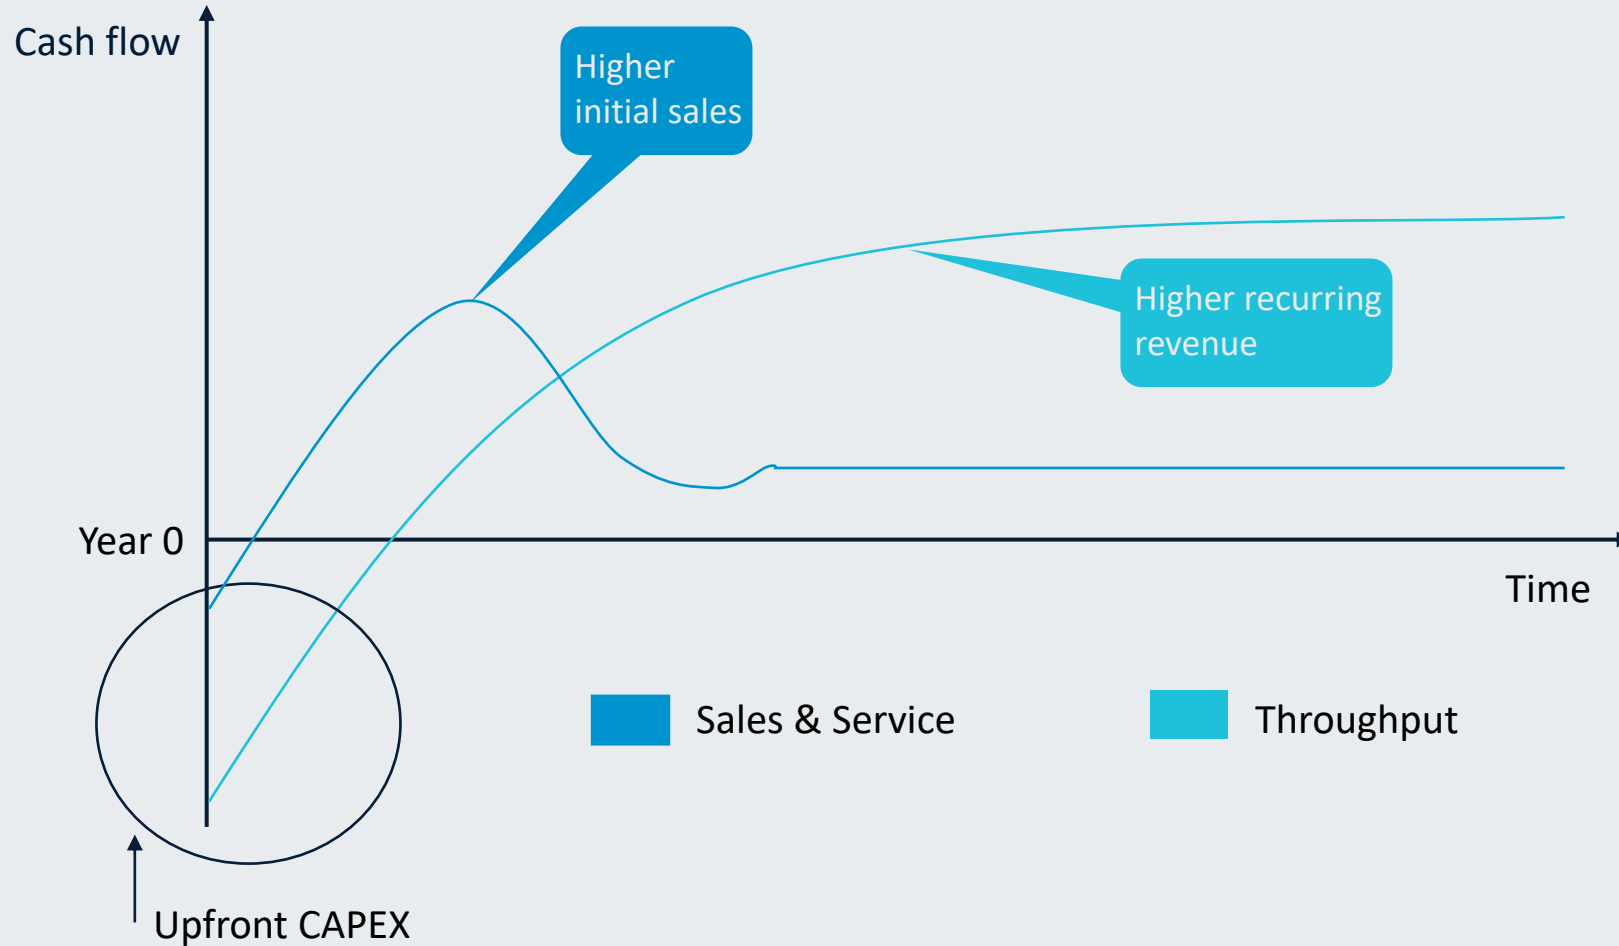 Cash flow
Higher
initial sales
Higher recurring
revenue
Year 0
Time
Sales & Service
Throughput
Upfront CAPEX